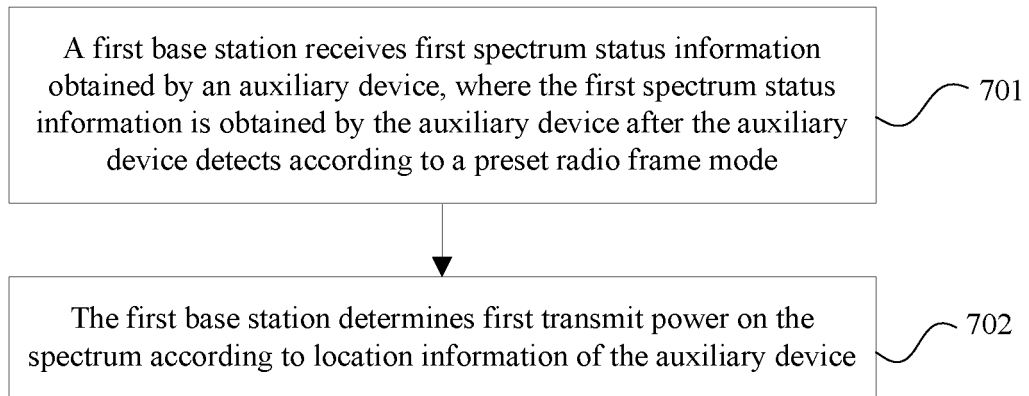 A first base station receives first spectrum status information
obtained by an auxiliary device, where the first spectrum status
information is obtained by the auxiliary device after the auxiliary
device detects according to a preset radio frame mode
701
The first base station determines first transmit power on the
spectrum according to location information of the auxiliary device
702